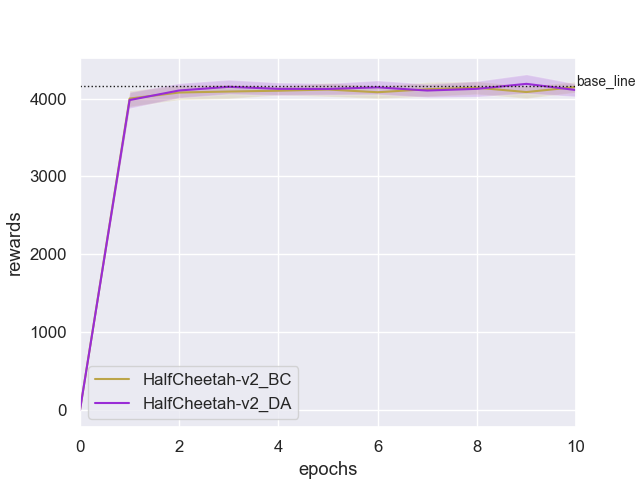 base_line
4000
3000
2000
1000
0
rewards
HalfCheetah-v2_BC
HalfCheetah-v2_DA
0 2 4 6 8 10
epochs